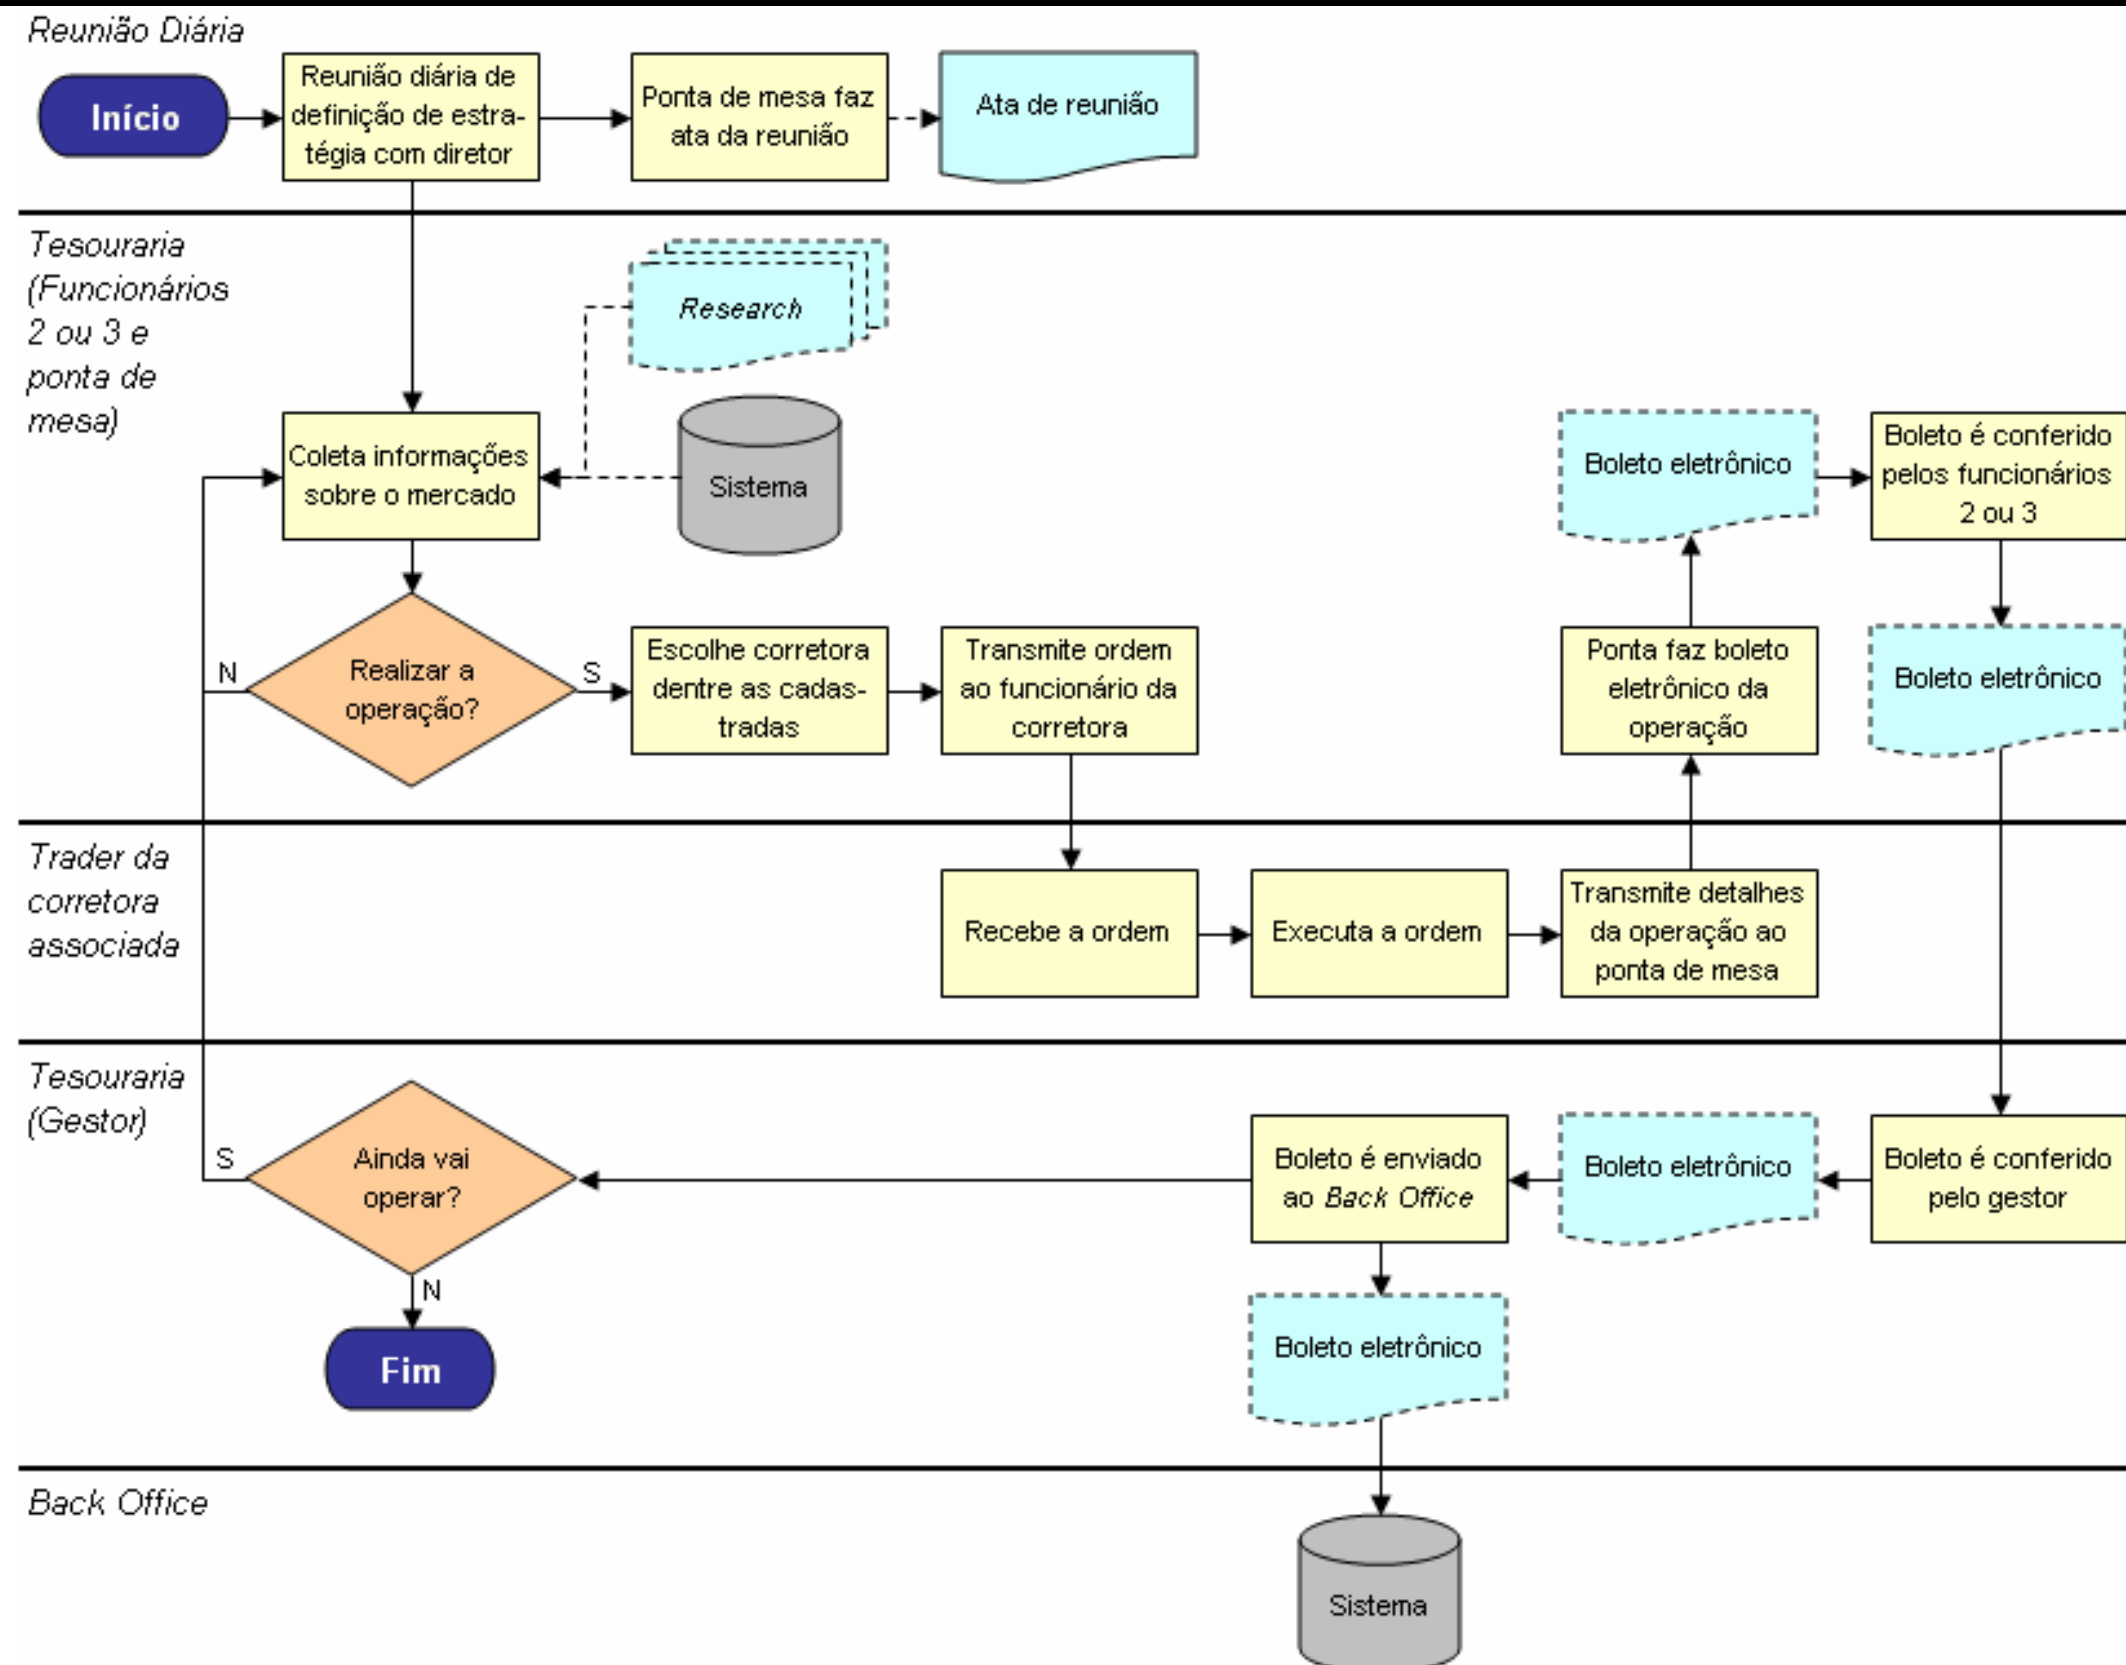 Reunião Diária
Início
Reunião diária de
definição de estra-
tégia com diretor
Ponta de mesa faz
ata da reunião
Ata de reunião
Tesouraria
(Funcionários
2 ou 3 e
ponta de
mesa)
Research
Sistema
Coleta informações
sobre o mercado
Boleto eletrônico
Boleto é conferido
pelos funcionários
2 ou 3
N
Realizar a
operação?
S
Escolhe corretora
dentre as cadas-
tradas
Transmite ordem
ao funcionário da
corretora
Ponta faz boleto
eletrônico da
operação
Boleto eletrônico
Trader da
corretora
associada
Recebe a ordem
Executa a ordem
Transmite detalhes
da operação ao
ponta de mesa
Tesouraria
(Gestor)
S
Ainda vai
operar?
N
Fim
Boleto é enviado
ao Back Office
Boleto eletrônico
Boleto é conferido
pelo gestor
Boleto eletrônico
Back Office
Sistema